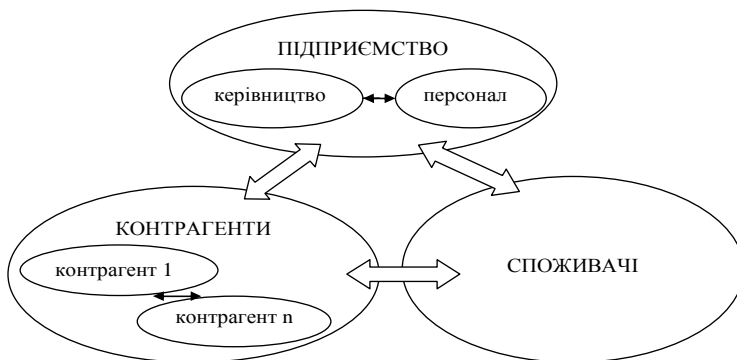 ПІДПРИЄМСТВО
керівництво
персонал
КОНТРАГЕНТИ
контрагент 1
контрагент n
СПОЖИВАЧІ